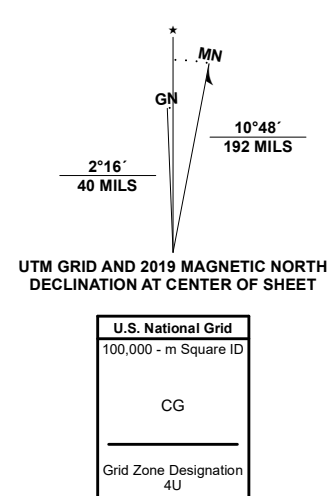 ★
MN
GN
10°48´
192 MILS
2°16´
40 MILS
UTM GRID AND 2019 MAGNETIC NORTH
DECLINATION AT CENTER OF SHEET
U.S. National Grid
100,000 - m Square ID
CG
Grid Zone Designation
4U